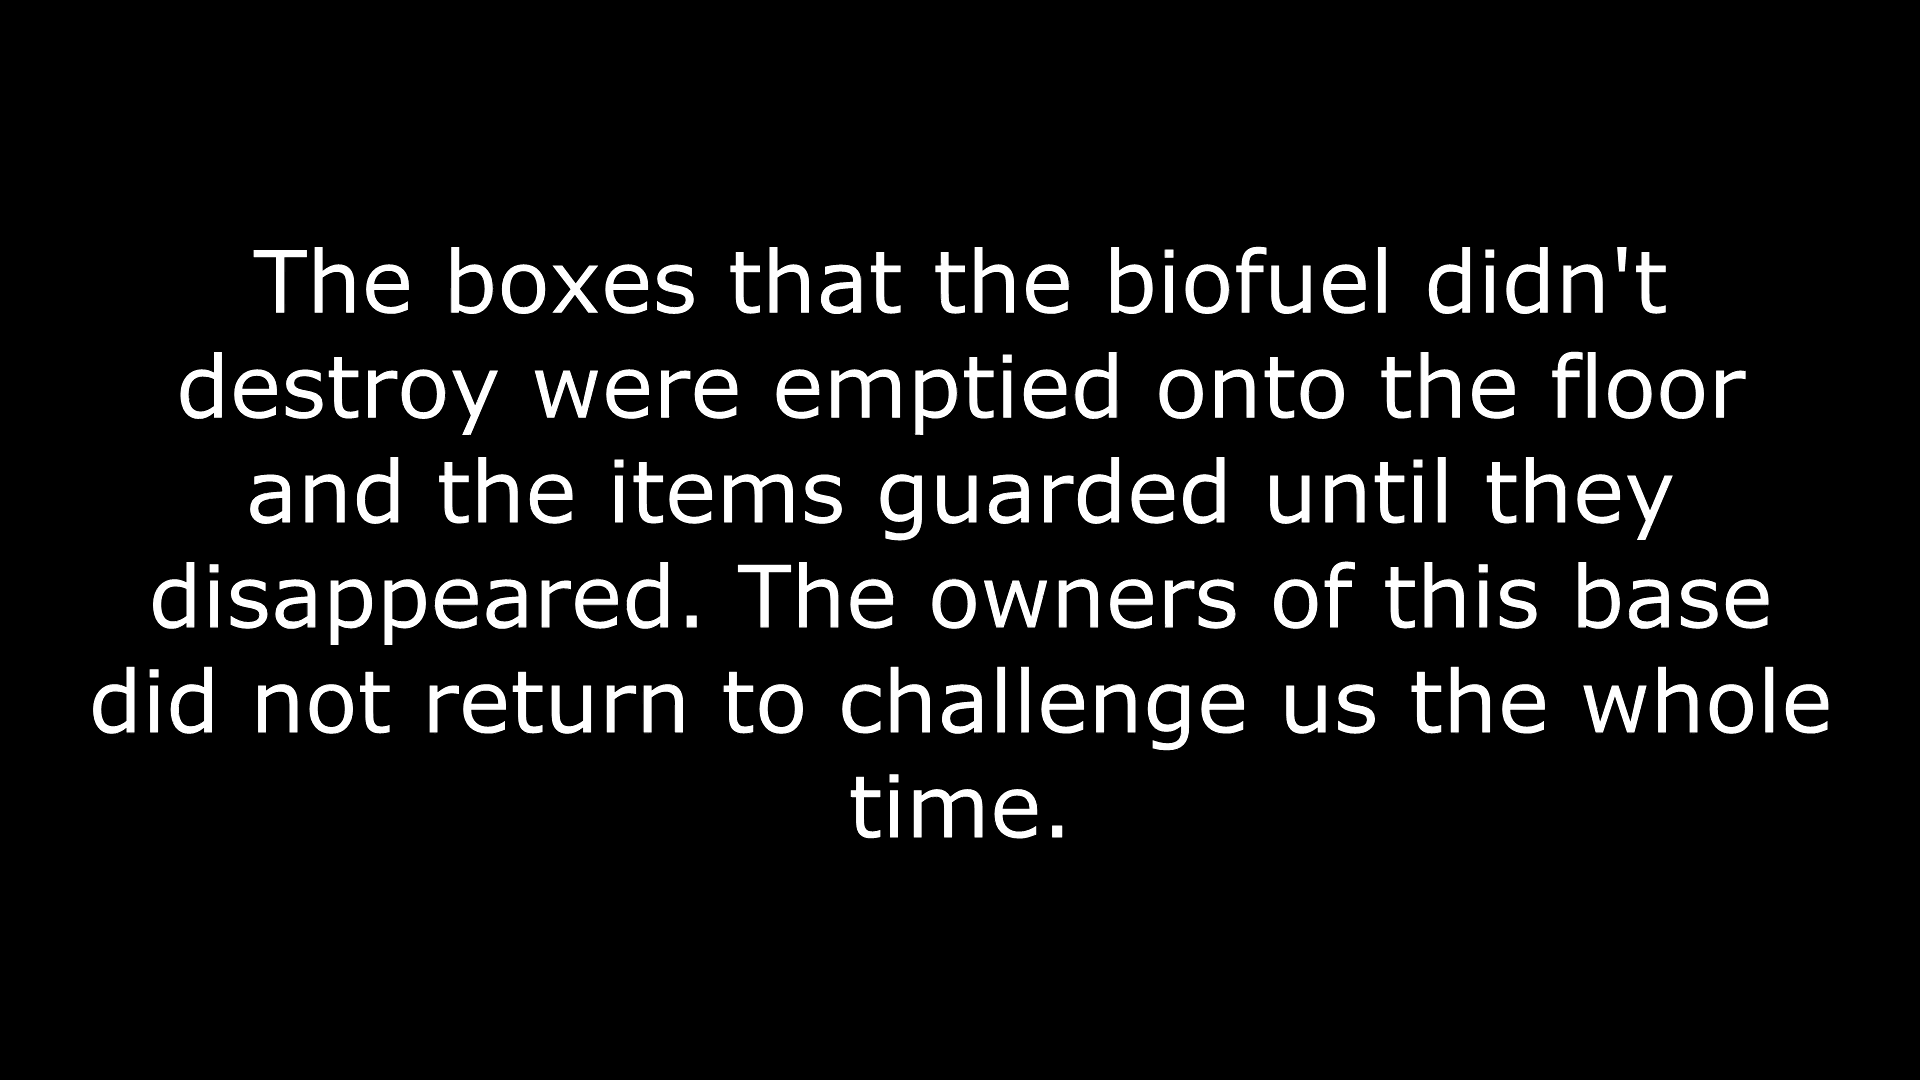 The boxes that the biofuel didn't
destroy were emptied onto the floor
and the items guarded until they
disappeared. The owners of this base
did not return to challenge us the whole
time.